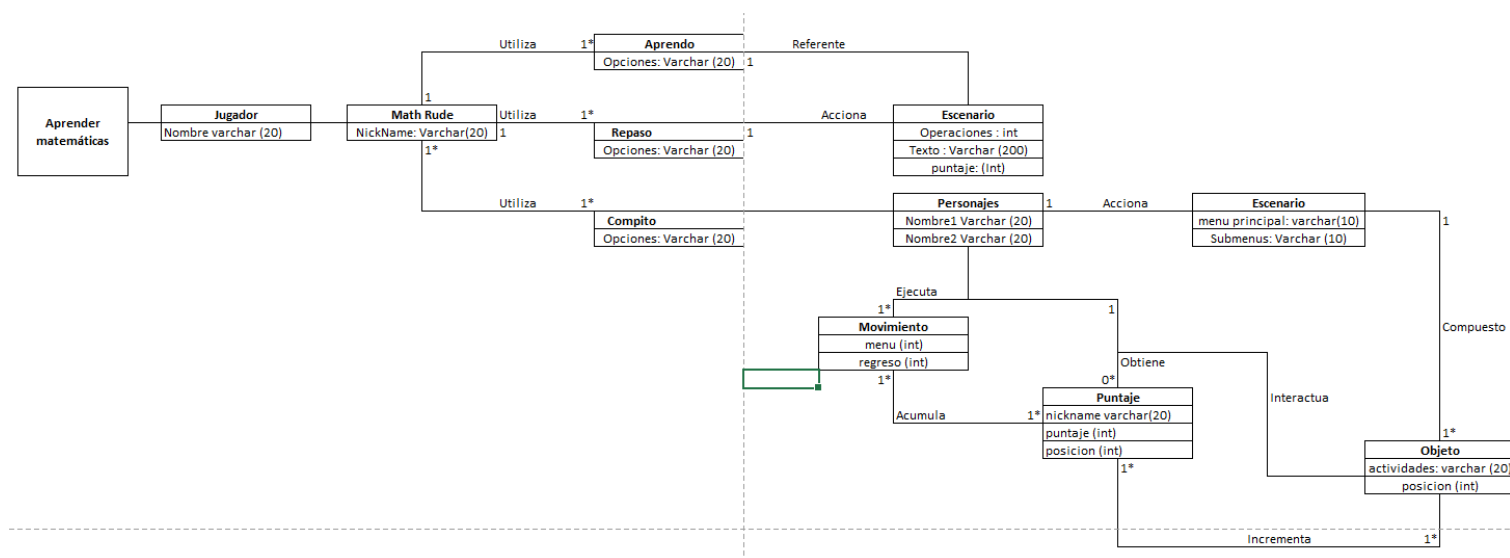 Utiliza
1*
Aprendo
Opciones: Varchar (20)
1
Referente
Aprender
matemáticas
Jugador
Nombre varchar (20)
1
Math Rude
NickName: Varchar(20)
1
1*
Utiliza
1*
Repaso
Opciones: Varchar (20)
1
Acciona
Escenario
Operaciones : int
Texto : Varchar (200)
puntaje: (Int)
Utiliza
1*
Compito
Opciones: Varchar (20)
Personajes
Nombre1 Varchar (20)
Nombre2 Varchar (20)
1
Acciona
Escenario
menu principal: varchar(10)
Submenus: Varchar (10)
1
Ejecuta
1*
1
Movimiento
menu (int)
regreso (int)
1*
Compuesto
Obtiene
0*
Interactua
Acumula
1*
Puntaje
nickname varchar(20)
puntaje (int)
posicion (int)
1*
1*
Objeto
actividades: varchar (20)
posicion (int)
Incrementa
1*